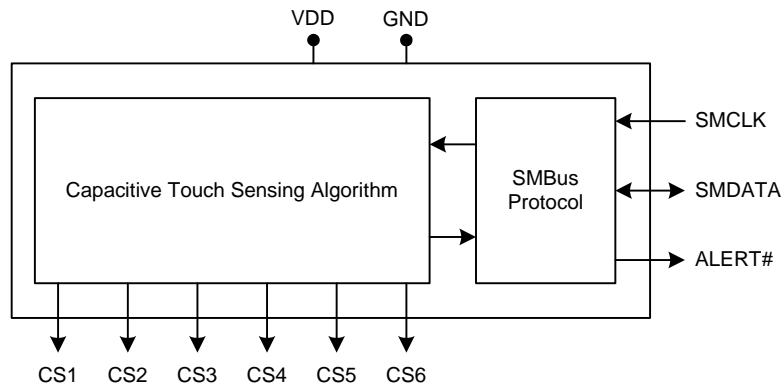 VDD GND
SMCLK
Capacitive Touch Sensing Algorithm
SMBus
Protocol
SMDATA
ALERT#
CS1 CS2 CS3 CS4 CS5 CS6